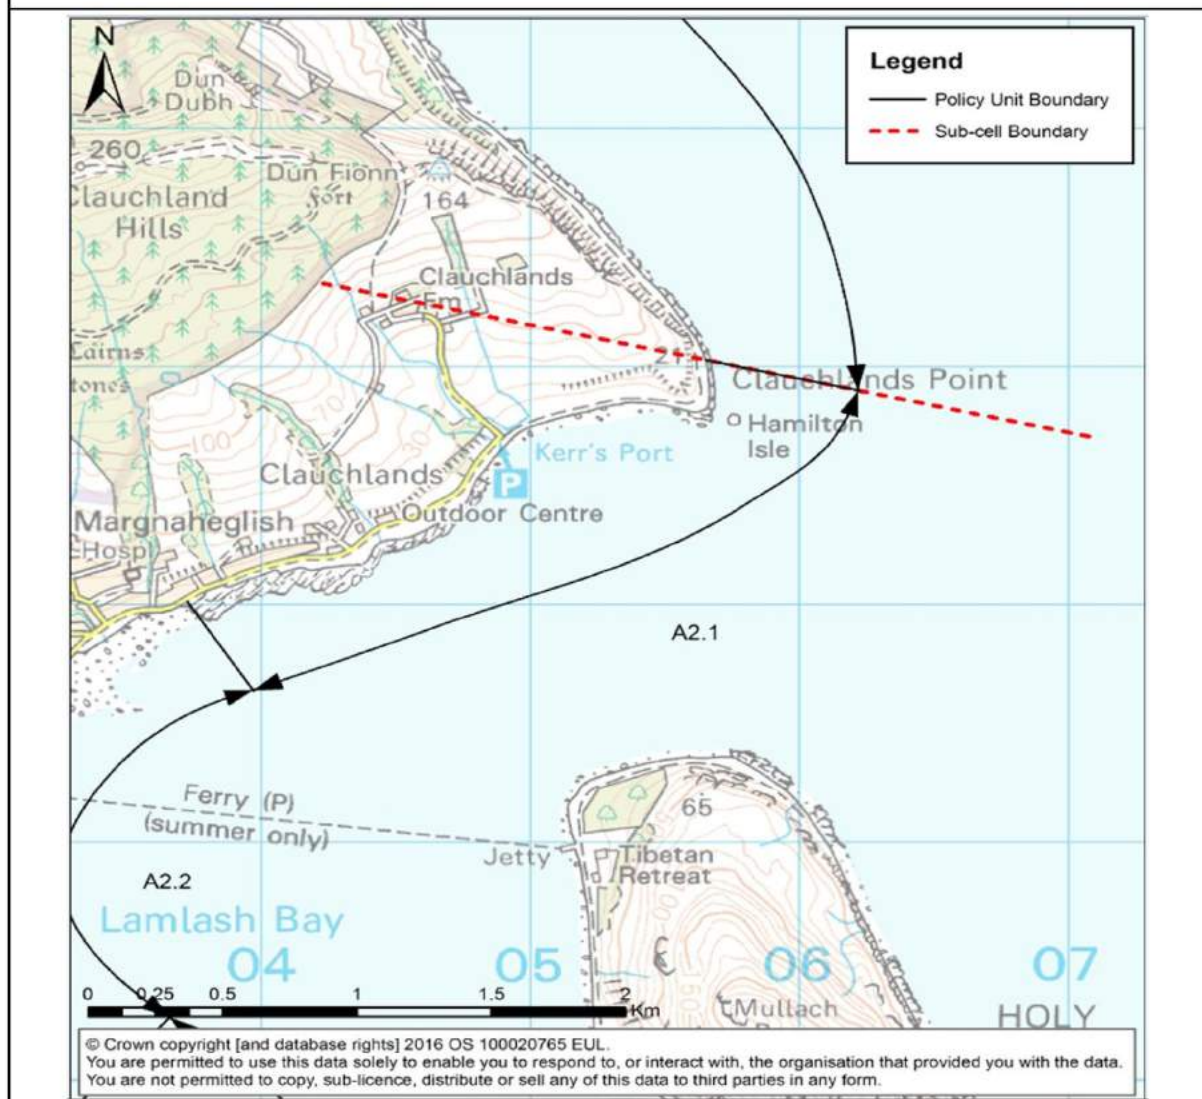 N
Legend
Policy Unit Boundary
Sub-cell Boundary
Dun
Dubh
260
Dun Fionn
fort
164
Clauchland
Hills
Clauchlands
Fm
Cairns
21
Clauchlands Point
Hamilton
Isle
70
100
30
Kerr's Port
Clauchlands
P
Outdoor Centre
Margnaheglish
Hospl
A2.1
Ferry (P)
(summer only)
65
Jetty
Tibetan
Retreat
A2.2
Lamlash Bay
04 05 06 07
0 0.25 0.5 1 1.5 2
Km
Mullach
HOLY
© Crown copyright [and database rights] 2016 OS 100020765 EUL.
You are permitted to use this data solely to enable you to respond to, or interact with, the organisation that provided you with the data.
You are not permitted to copy, sub-licence, distribute or sell any of this data to third parties in any form.